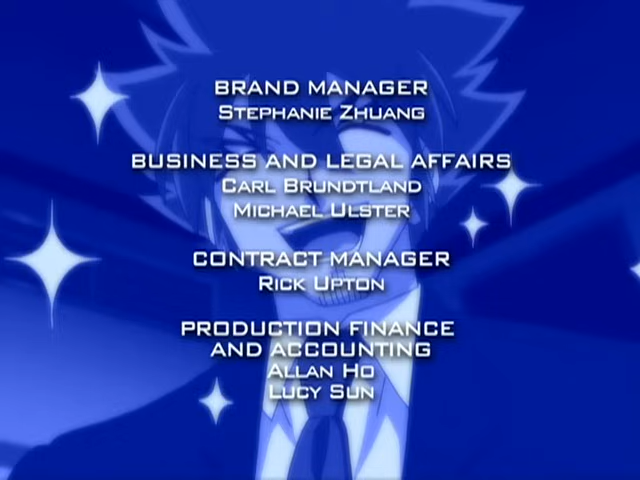 BRAND MANAGER
STEPHANIE ZHUANG
BUSINESS AND LEGAL AFFAIRS
CARL BRUNDTLAND
MICHAEL ULSTER
CONTRACT MANAGER
RICK UPTON
PRODUCTION FINANCE
AND ACCOUNTING
ALLAN HO
LUCY SUN